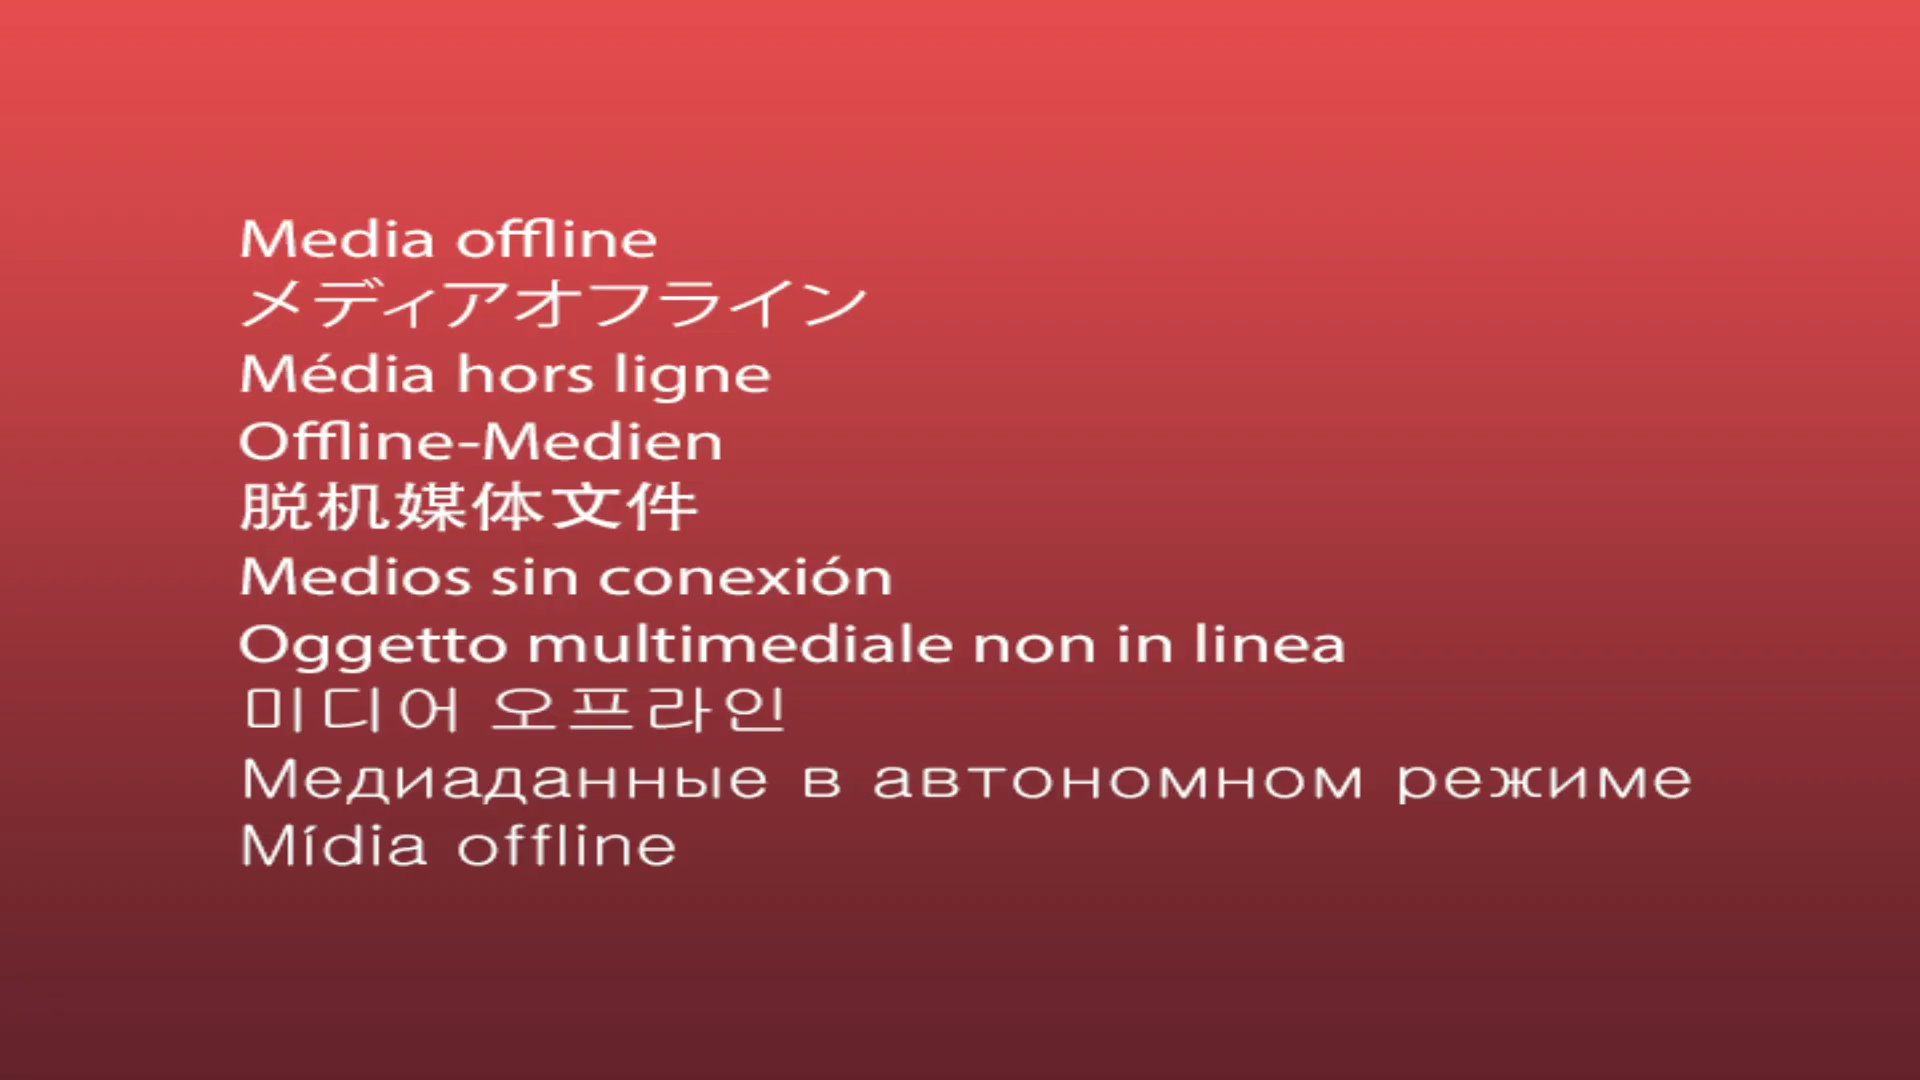 Media offline
メディアオフライン
Média hors ligne
Offline-Medien
脱机媒体文件
Medios sin conexión
Oggetto multimediale non in linea
미디어 오프라인
Медиаданные в автономном режиме
Mídia offline